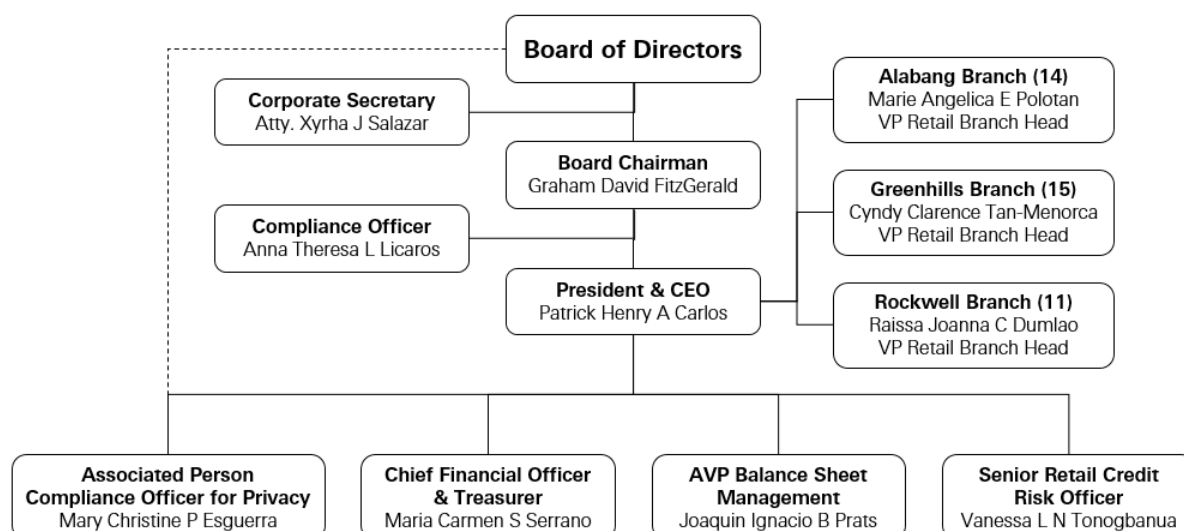 Board of Directors
Corporate Secretary
Atty. Xyrha J Salazar
Board Chairman
Graham David FitzGerald
Compliance Officer
Anna Theresa L Licaros
President & CEO
Patrick Henry A Carlos
Alabang Branch (14)
Marie Angelica E Polotan
VP Retail Branch Head
Greenhills Branch (15)
Cyndy Clarence Tan-Menorca
VP Retail Branch Head
Rockwell Branch (11)
Raissa Joanna C Dumlao
VP Retail Branch Head
Associated Person
Compliance Officer for Privacy
Mary Christine P Esguerra
Chief Financial Officer
& Treasurer
Maria Carmen S Serrano
AVP Balance Sheet
Management
Joaquin Ignacio B Prats
Senior Retail Credit
Risk Officer
Vanessa L N Tonogbanua